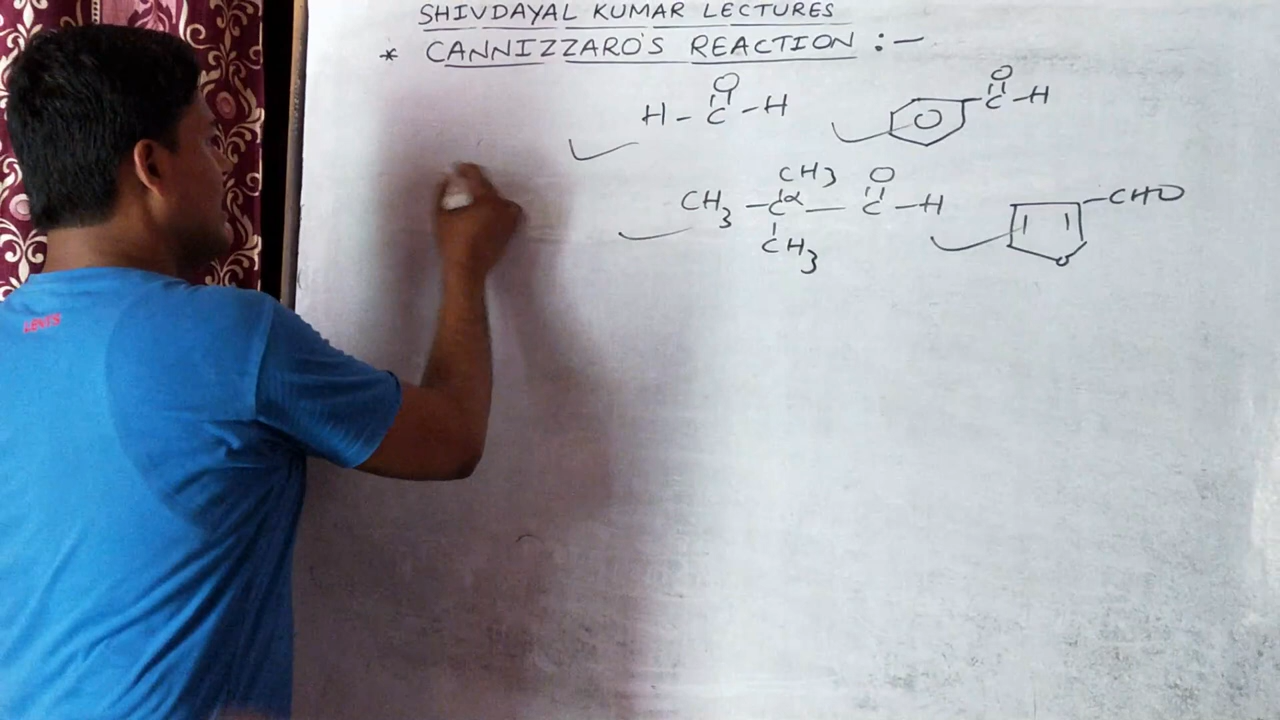 SHIVDAYAL KUMAR LECTURES
* CANNIZZARO'S REACTION :-
O
H - C - H
O
C - H
CH3 O
CH3 - C α - C - H
CH3
- CHO
O
LEVI'S